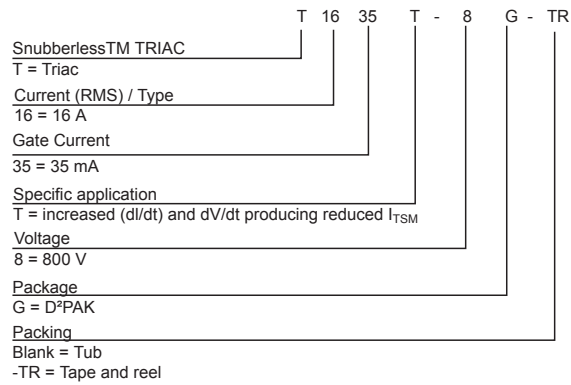 T 16 35 T - 8 G - TR
SnubberlessTM TRIAC
T = Triac
Current (RMS) / Type
16 = 16 A
Gate Current
35 = 35 mA
Specific application
T = increased (dI/dt) and dV/dt producing reduced ITSM
Voltage
8 = 800 V
Package
G = D²PAK
Packing
Blank = Tub
-TR = Tape and reel